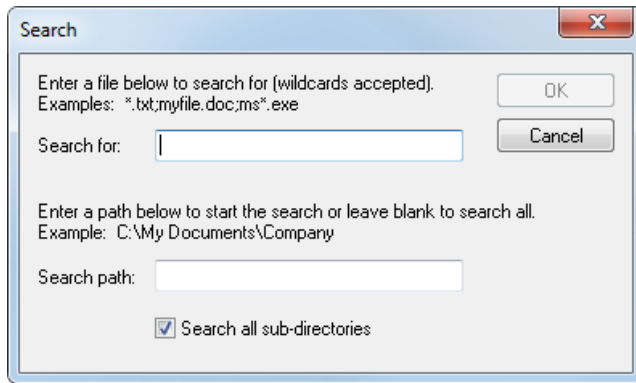 Search
Enter a file below to search for (wildcards accepted).
Examples:  *.txt;myfile.doc;ms*.exe
OK
Search for:
Cancel
Enter a path below to start the search or leave blank to search all.
Example:  C:\My Documents\Company
Search path:
Search all sub-directories